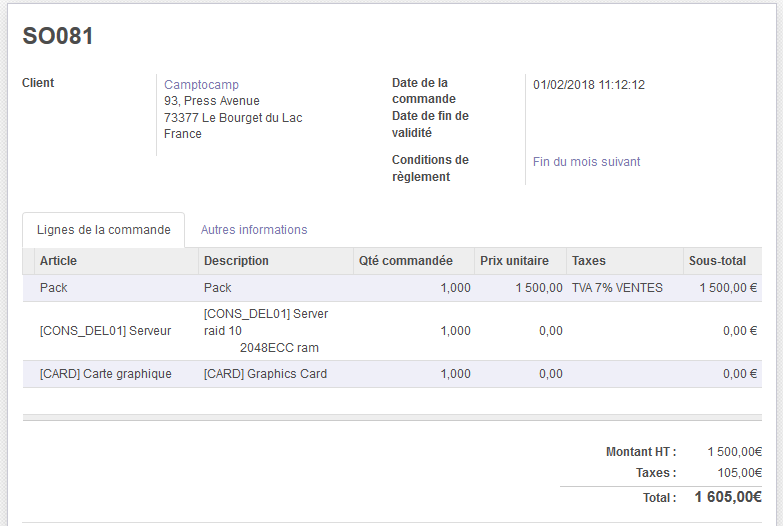 SO081
Client
Camptocamp
93, Press Avenue
73377 Le Bourget du Lac
France
Date de la
commande
01/02/2018 11:12:12
Date de fin de
validité
Conditions de
règlement
Fin du mois suivant
Lignes de la commande Autres informations
Article Description Qté commandée Prix unitaire Taxes Sous-total
Pack Pack 1,000 1 500,00 TVA 7% VENTES 1 500,00 €
[CONS_DEL01] Serveur [CONS_DEL01] Server
raid 10
2048ECC ram 1,000 0,00 0,00 €
[CARD] Carte graphique [CARD] Graphics Card 1,000 0,00 0,00 €
Montant HT : 1 500,00€
Taxes : 105,00€
Total : 1 605,00€